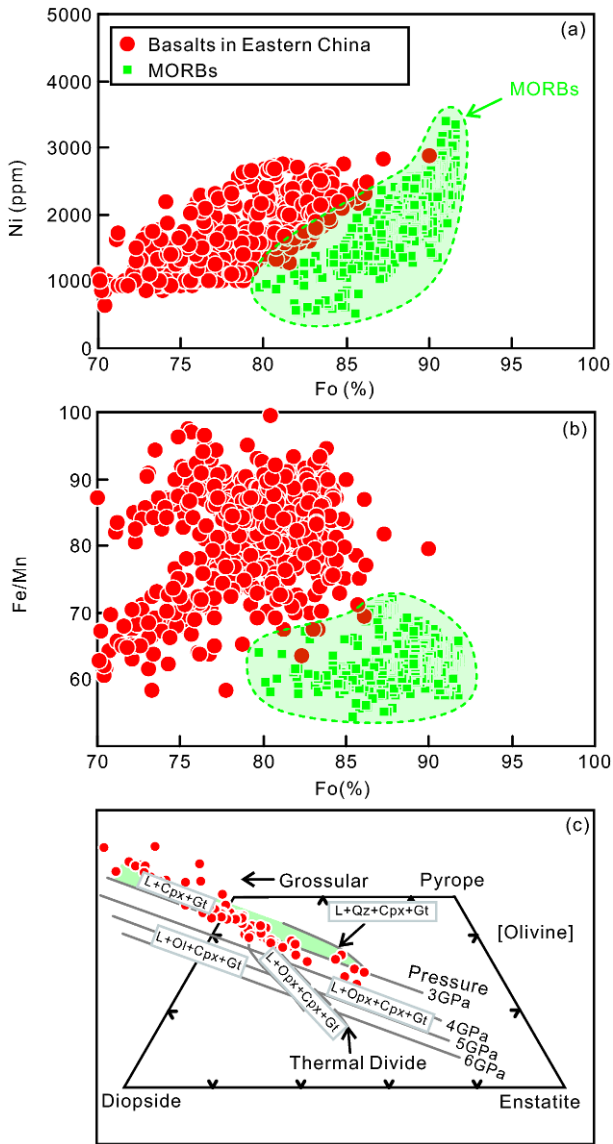 5000
(a)
Basalts in Eastern China
MORBs
4000
MORBs
3000
Ni (ppm)
2000
1000
0
70 75 80 85 90 95 100
Fo (%)
100
(b)
90
80
Fe/Mn
70
60
70 75 80 85 90 95 100
Fo(%)
(c)
L+Cpx+Gt
Grossular
Pyrope
L+Qz+Cpx+Gt
[Olivine]
L+Ol+Cpx+Gt
L+Opx+Cpx+Gt
L+Opx+Cpx+Gt
Pressure
3GPa
4GPa
5GPa
6GPa
Thermal Divide
Diopside
Enstatite